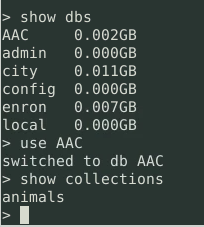 > show dbs
AAC     0.002GB
admin   0.000GB
city    0.011GB
config  0.000GB
enron   0.007GB
local   0.000GB
> use AAC
switched to db AAC
> show collections
animals
>